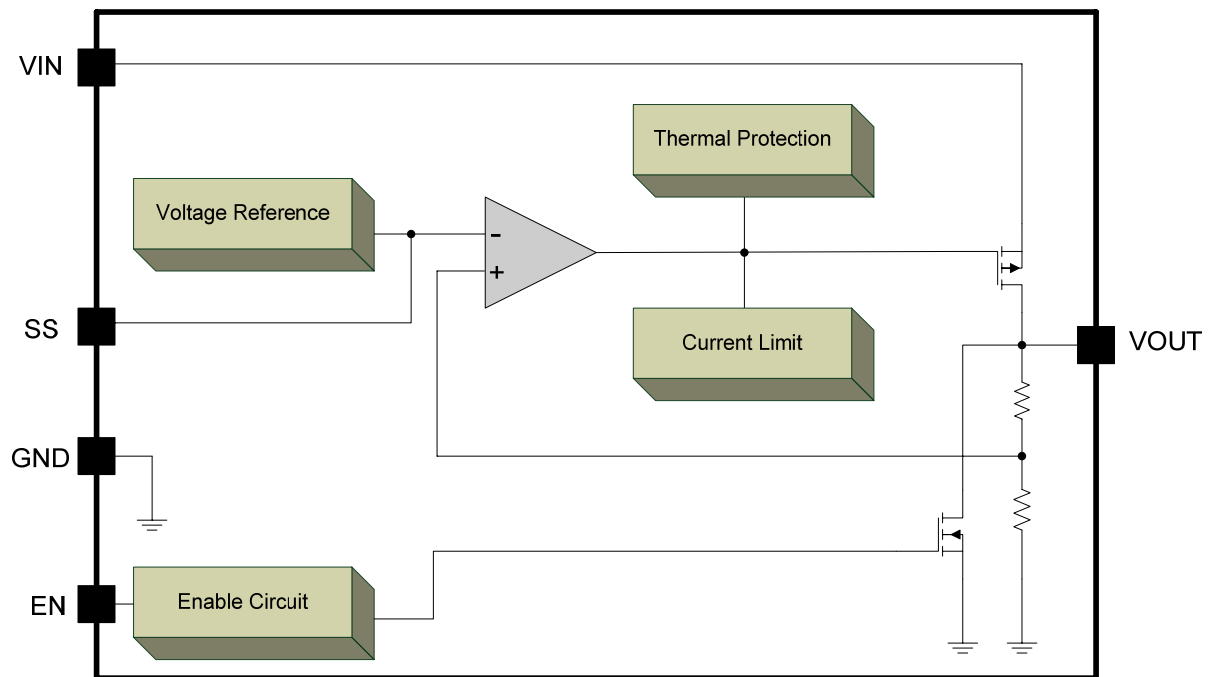 VIN
Thermal Protection
Voltage Reference
-
+
SS
Current Limit
VOUT
GND
EN
Enable Circuit